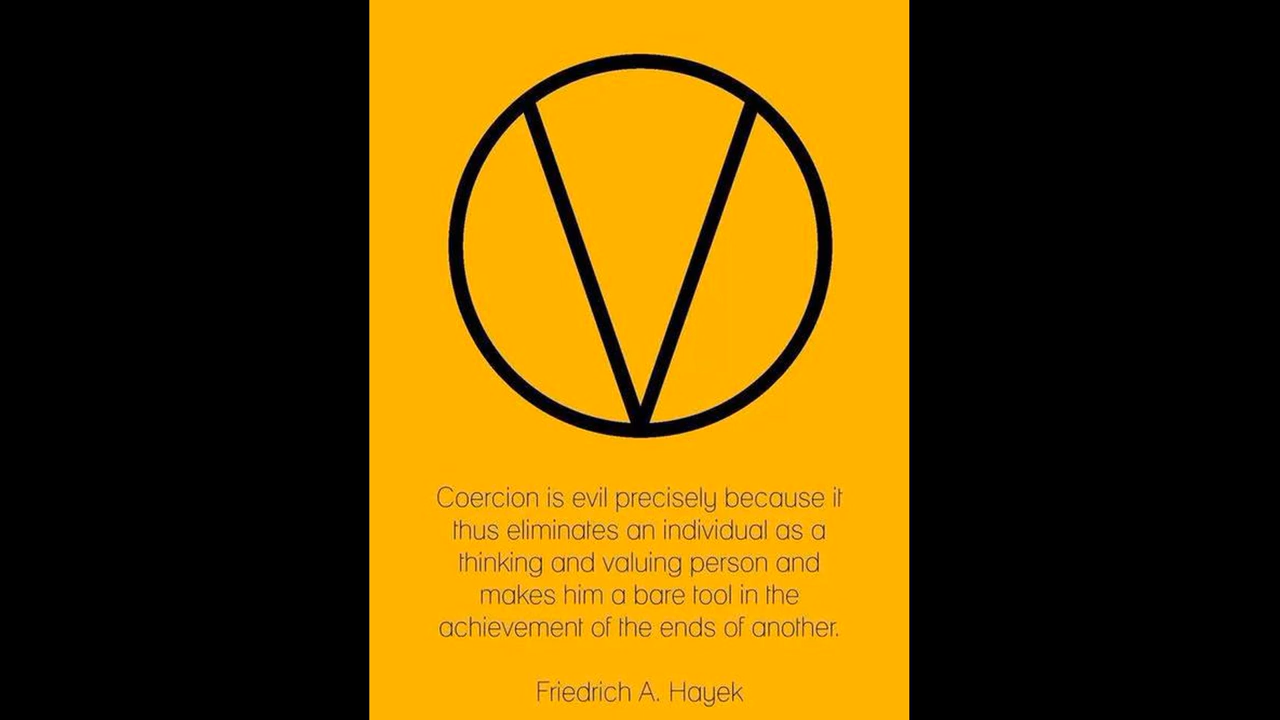 Coercion is evil precisely because it
thus eliminates an individual as a
thinking and valuing person and
makes him a bare tool in the
achievement of the ends of another.
Friedrich A. Hayek